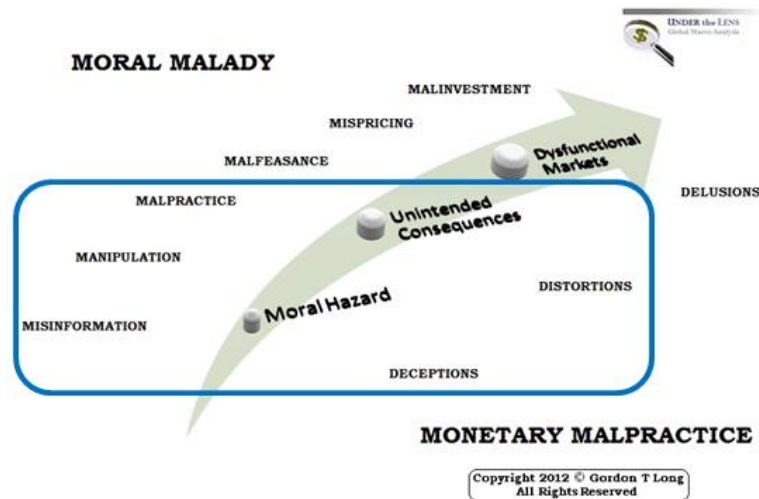 UNDER the LENS
Global Macro Analysis
MORAL MALADY
MALINVESTMENT
MISPRICING
MALFEASANCE
Dysfunctional
Markets
DELUSIONS
MALPRACTICE
Unintended
Consequences
MANIPULATION
DISTORTIONS
Moral Hazard
MISINFORMATION
DECEPTIONS
MONETARY MALPRACTICE
Copyright 2012 © Gordon T Long
All Rights Reserved